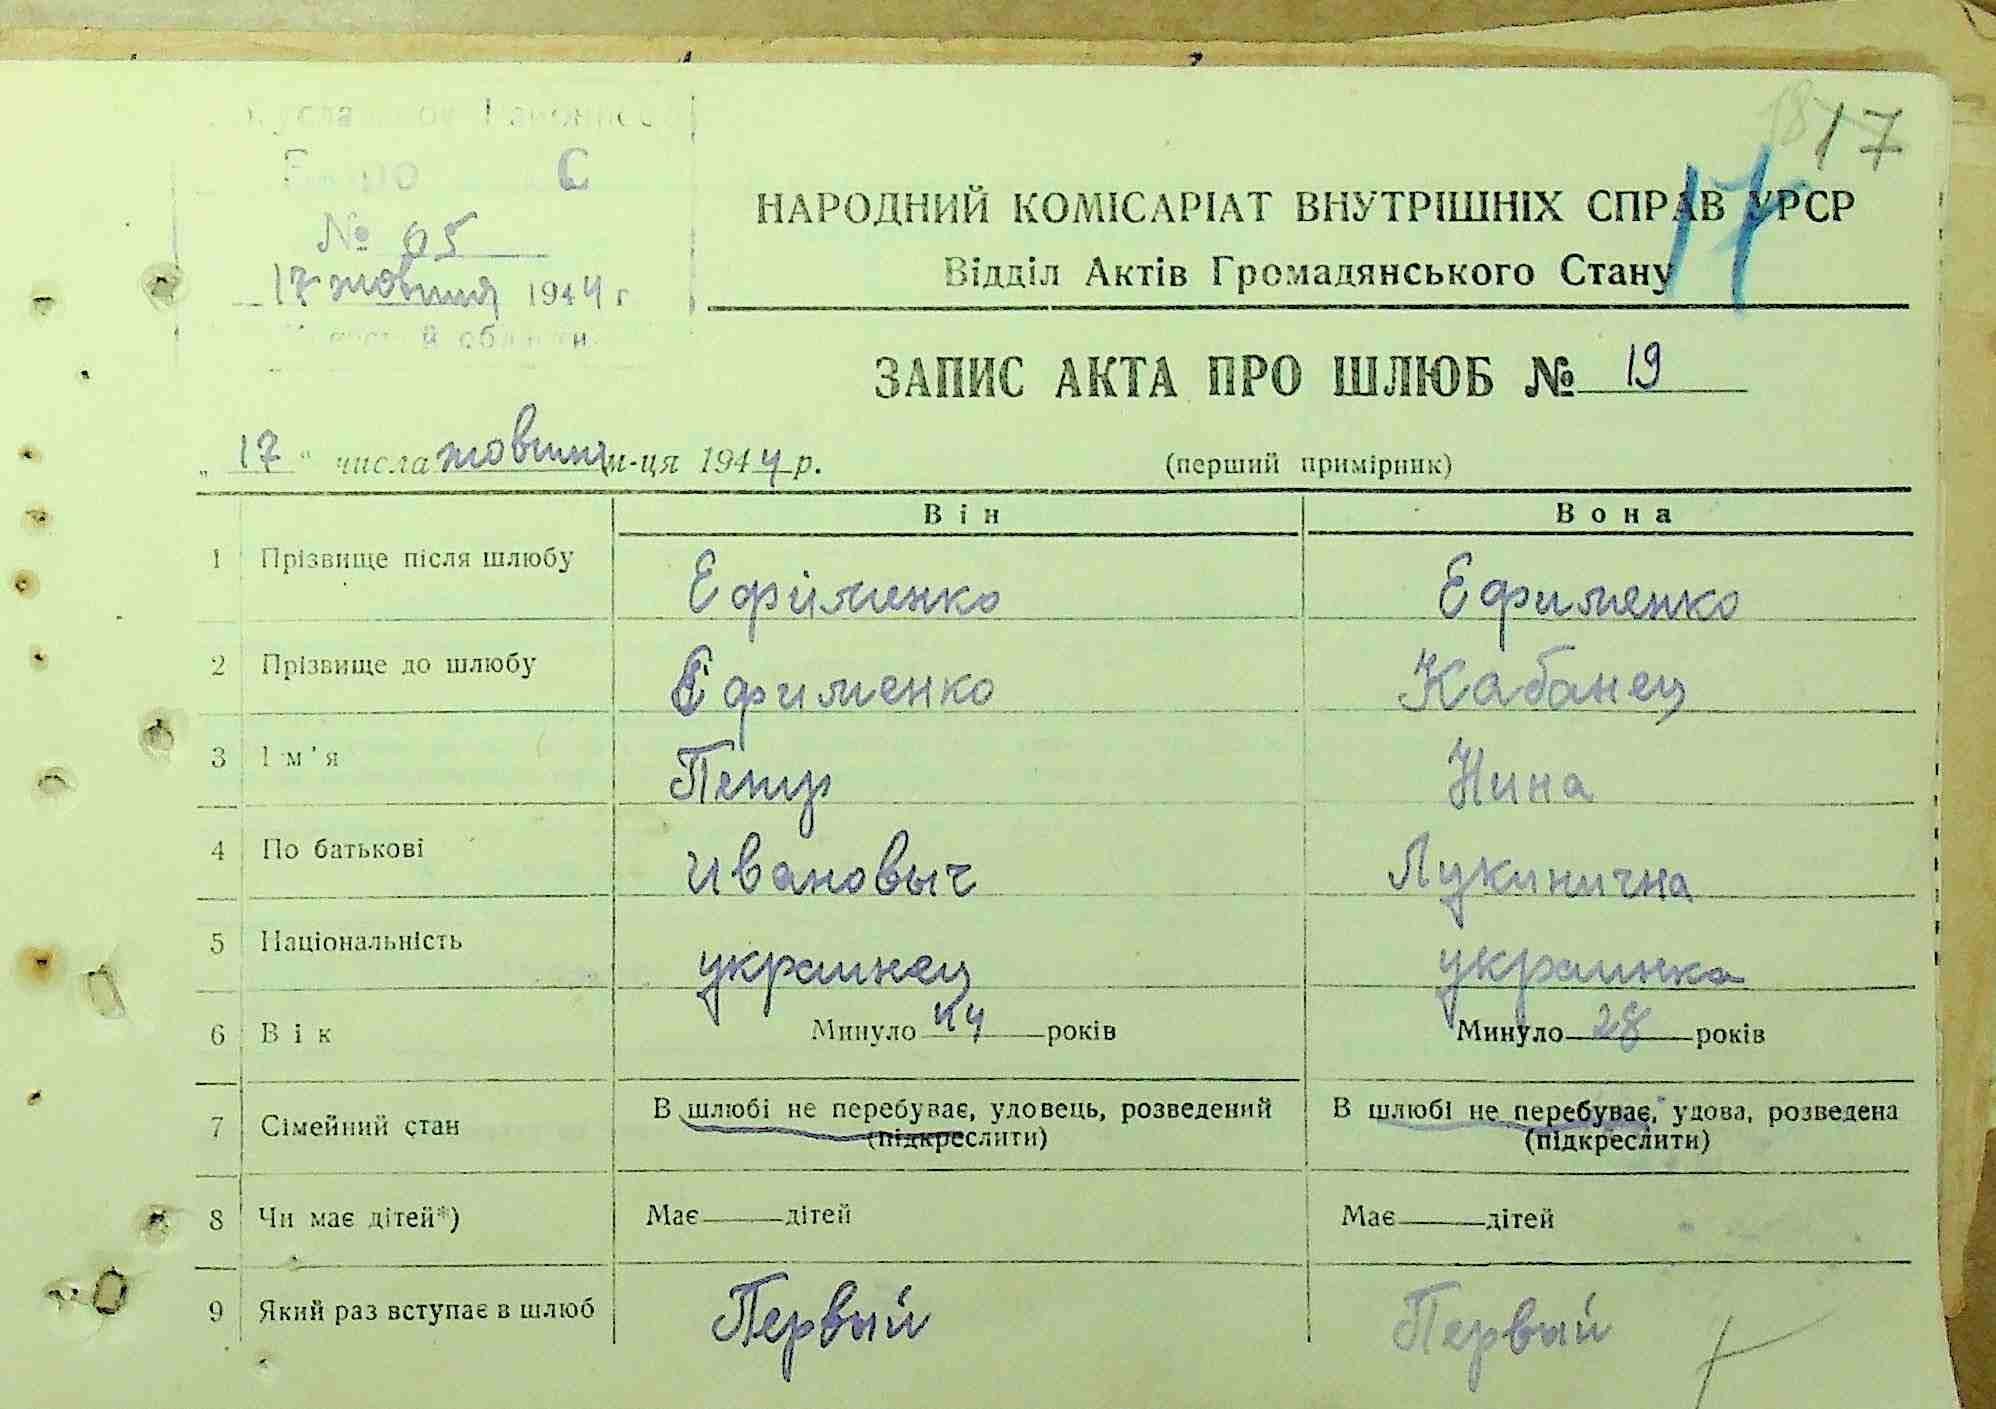 17
17
С
№ 05
17 жовтня 1944 г
НАРОДНИЙ КОМІСАРІАТ ВНУТРІШНІХ СПРАВ УРСР
Відділ Актів Громадянського Стану
ЗАПИС АКТА ПРО ШЛЮБ № 19
„ 17 " числа жовтня м-ця 1944 р. (перший примірник)
Він Вона
1 Прізвище після шлюбу Ефименко Ефименко
2 Прізвище до шлюбу Ефименко Кабанец
3 Ім'я Петр Нина
4 По батькові Ивановыч Лукинична
5 Національність украинец украинка
6 Вік Минуло 44 років Минуло 28 років
7 Сімейний стан В шлюбі не перебуває, удовець, розведений В шлюбі не перебуває, удова, розведена
(підкреслити) (підкреслити)
8 Чи має дітей*) Має дітей Має дітей
9 Який раз вступає в шлюб Первый Первый